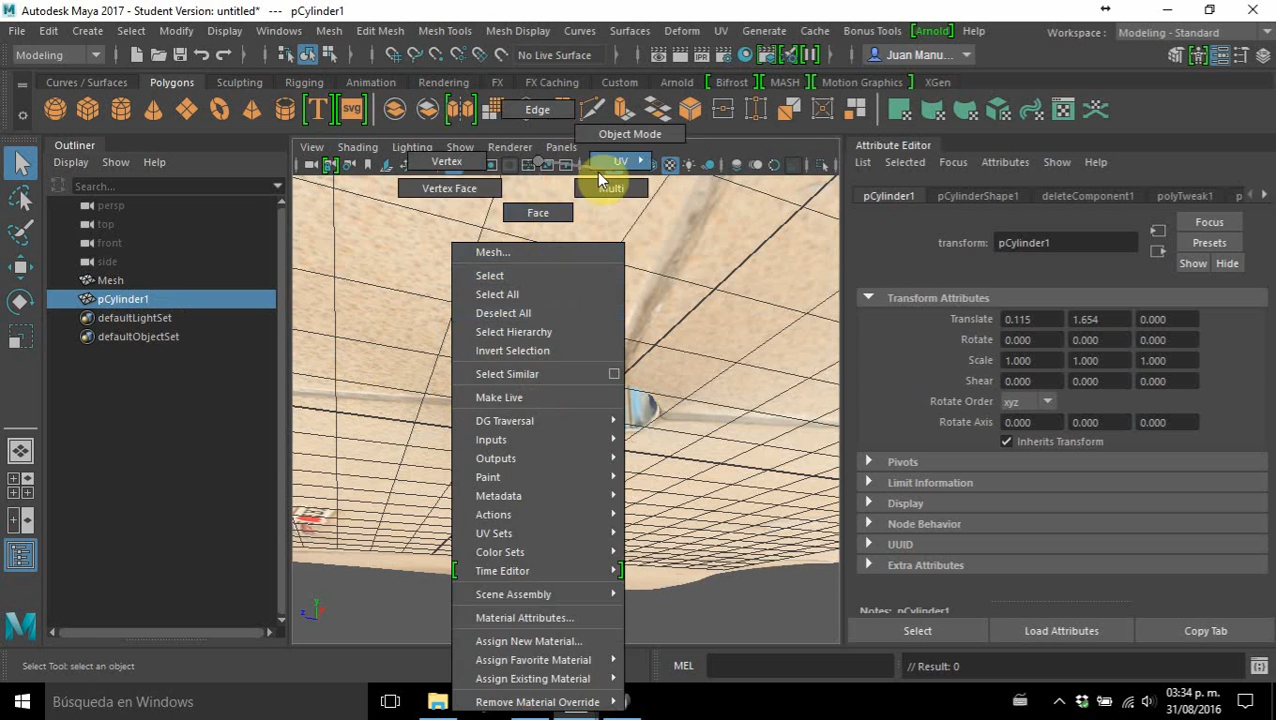 Autodesk Maya 2017 - Student Version: untitled* --- pCylinder1
File Edit Create Select Modify Display Windows Mesh Edit Mesh Mesh Tools Mesh Display Curves Surfaces Deform UV Generate Cache Bonus Tools [Arnold] Help Workspace : Modeling - Standard
Modeling No Live Surface Juan Manu...
Curves / Surfaces Polygons Sculpting Rigging Animation Rendering FX FX Caching Custom Arnold Bifrost MASH Motion Graphics XGen
Edge
Object Mode
UV
Vertex
Vertex Face
Multi
Face
Outliner
Display Show Help
Search...
persp
top
front
side
Mesh
pCylinder1
defaultLightSet
defaultObjectSet
View Shading Lighting Show Renderer Panels
Mesh...
Select
Select All
Deselect All
Select Hierarchy
Invert Selection
Select Similar
Make Live
DG Traversal
Inputs
Outputs
Paint
Metadata
Actions
UV Sets
Color Sets
Time Editor
Scene Assembly
Material Attributes...
Assign New Material...
Assign Favorite Material
Assign Existing Material
Remove Material Override
y
z
Attribute Editor
List Selected Focus Attributes Show Help
pCylinder1 pCylinderShape1 deleteComponent1 polyTweak1
Focus
transform: pCylinder1 Presets
Show Hide
Transform Attributes
Translate 0.115 1.654 0.000
Rotate 0.000 0.000 0.000
Scale 1.000 1.000 1.000
Shear 0.000 0.000 0.000
Rotate Order xyz
Rotate Axis 0.000 0.000 0.000
Inherits Transform
Pivots
Limit Information
Display
Node Behavior
UUID
Extra Attributes
Notes: pCylinder1
Select Load Attributes Copy Tab
Select Tool: select an object MEL // Result: 0
Búsqueda en Windows
03:34 p. m.
31/08/2016